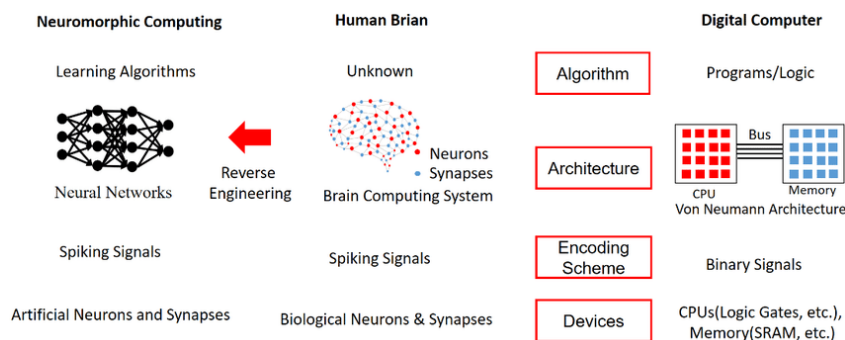 Neuromorphic Computing
Human Brian
Digital Computer
Learning Algorithms
Unknown
Algorithm
Programs/Logic
Neural Networks
Reverse
Engineering
Neurons
Synapses
Brain Computing System
Architecture
Bus
CPU
Memory
Von Neumann Architecture
Spiking Signals
Spiking Signals
Encoding
Scheme
Binary Signals
Artificial Neurons and Synapses
Biological Neurons & Synapses
Devices
CPUs(Logic Gates, etc.),
Memory(SRAM, etc.)